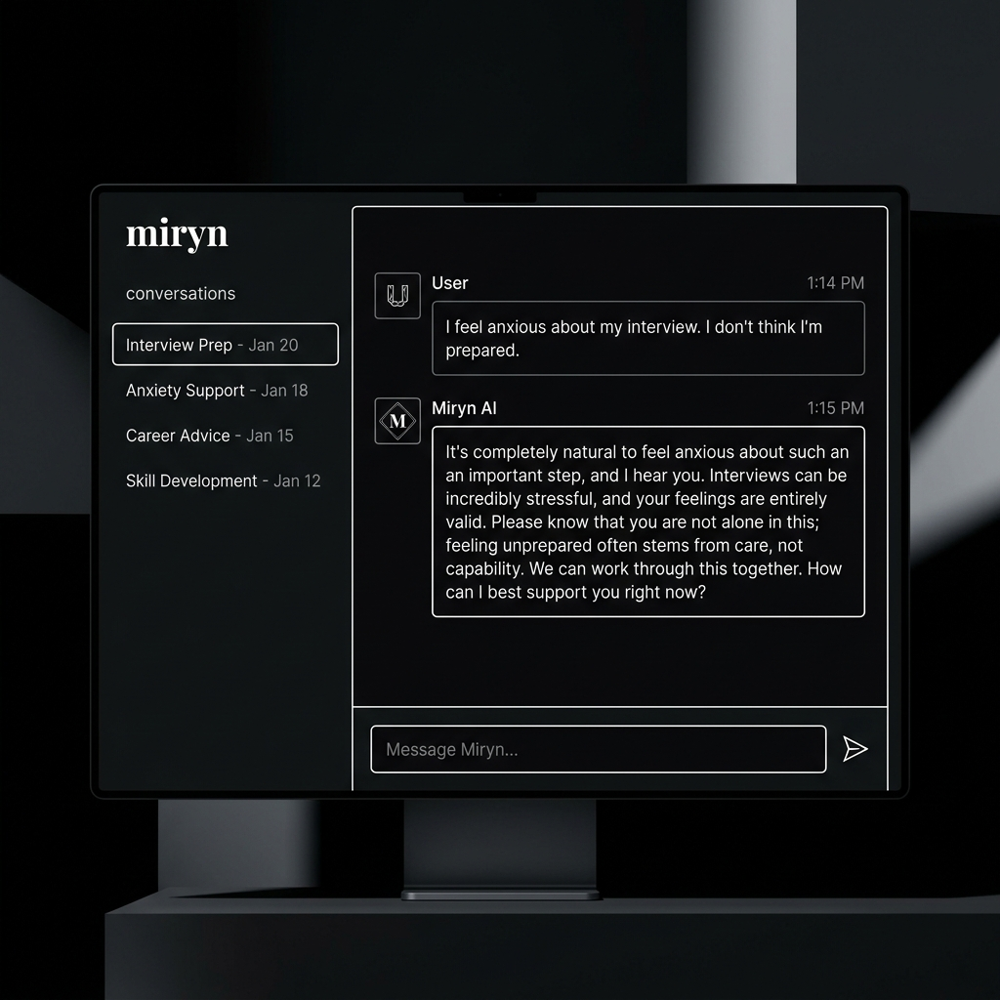 miryn
conversations
Interview Prep - Jan 20
Anxiety Support - Jan 18
Career Advice - Jan 15
Skill Development - Jan 12
U
User
1:14 PM
I feel anxious about my interview. I don't think I'm
prepared.
M
Miryn AI
1:15 PM
It's completely natural to feel anxious about such an
an important step, and I hear you. Interviews can be
incredibly stressful, and your feelings are entirely
valid. Please know that you are not alone in this;
feeling unprepared often stems from care, not
capability. We can work through this together. How
can I best support you right now?
Message Miryn...